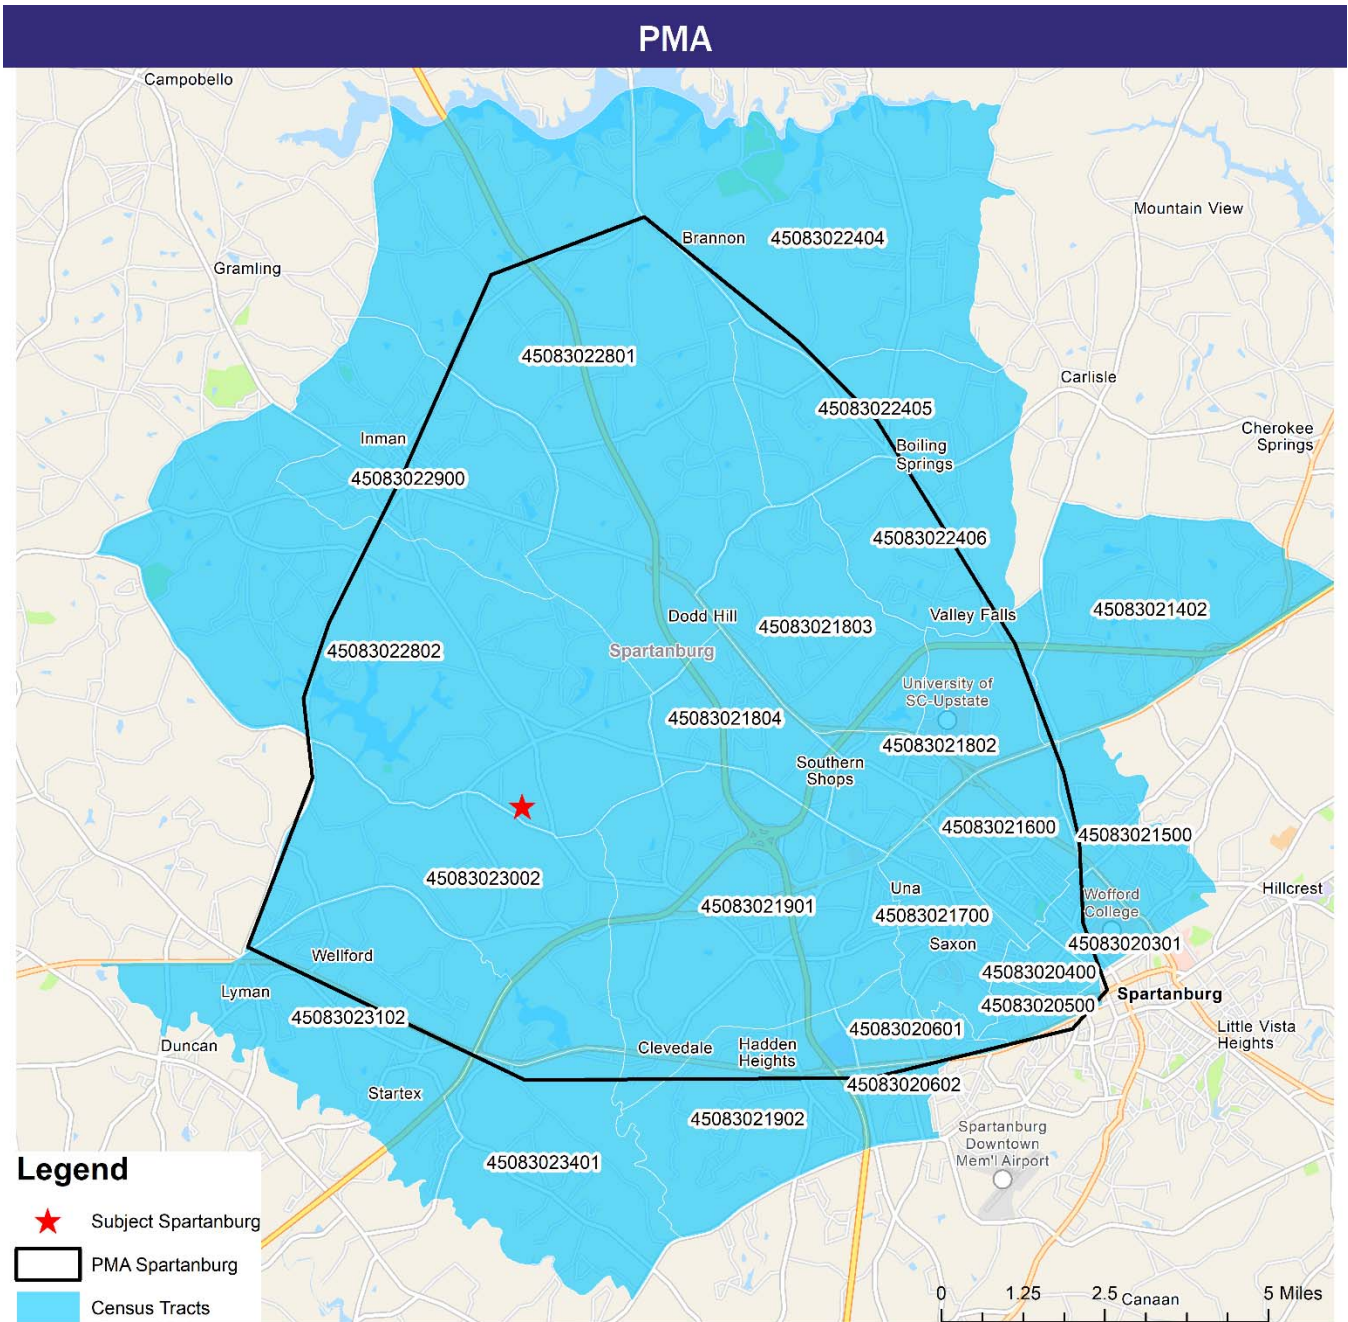 PMA
Campobello
Mountain View
Brannon
45083022404
Gramling
45083022801
Carlisle
45083022405
Cherokee
Springs
Inman
Boiling
Springs
45083022900
45083022406
45083021402
Dodd Hill
Valley Falls
45083021803
45083022802
Spartanburg
University of
SC-Upstate
45083021804
45083021802
Southern
Shops
45083021600
45083021500
45083023002
Una
Hillcrest
Wofford
College
45083021901
45083021700
Saxon
45083020301
Wellford
45083020400
Lyman
Spartanburg
45083020500
45083023102
45083020601
Little Vista
Heights
Duncan
Clevedale
Hadden
Heights
45083020602
Startex
45083021902
Spartanburg
Downtown
Mem'l Airport
45083023401
Legend
Subject Spartanburg
PMA Spartanburg
Census Tracts
0 1.25 2.5 5 Miles
Canaan